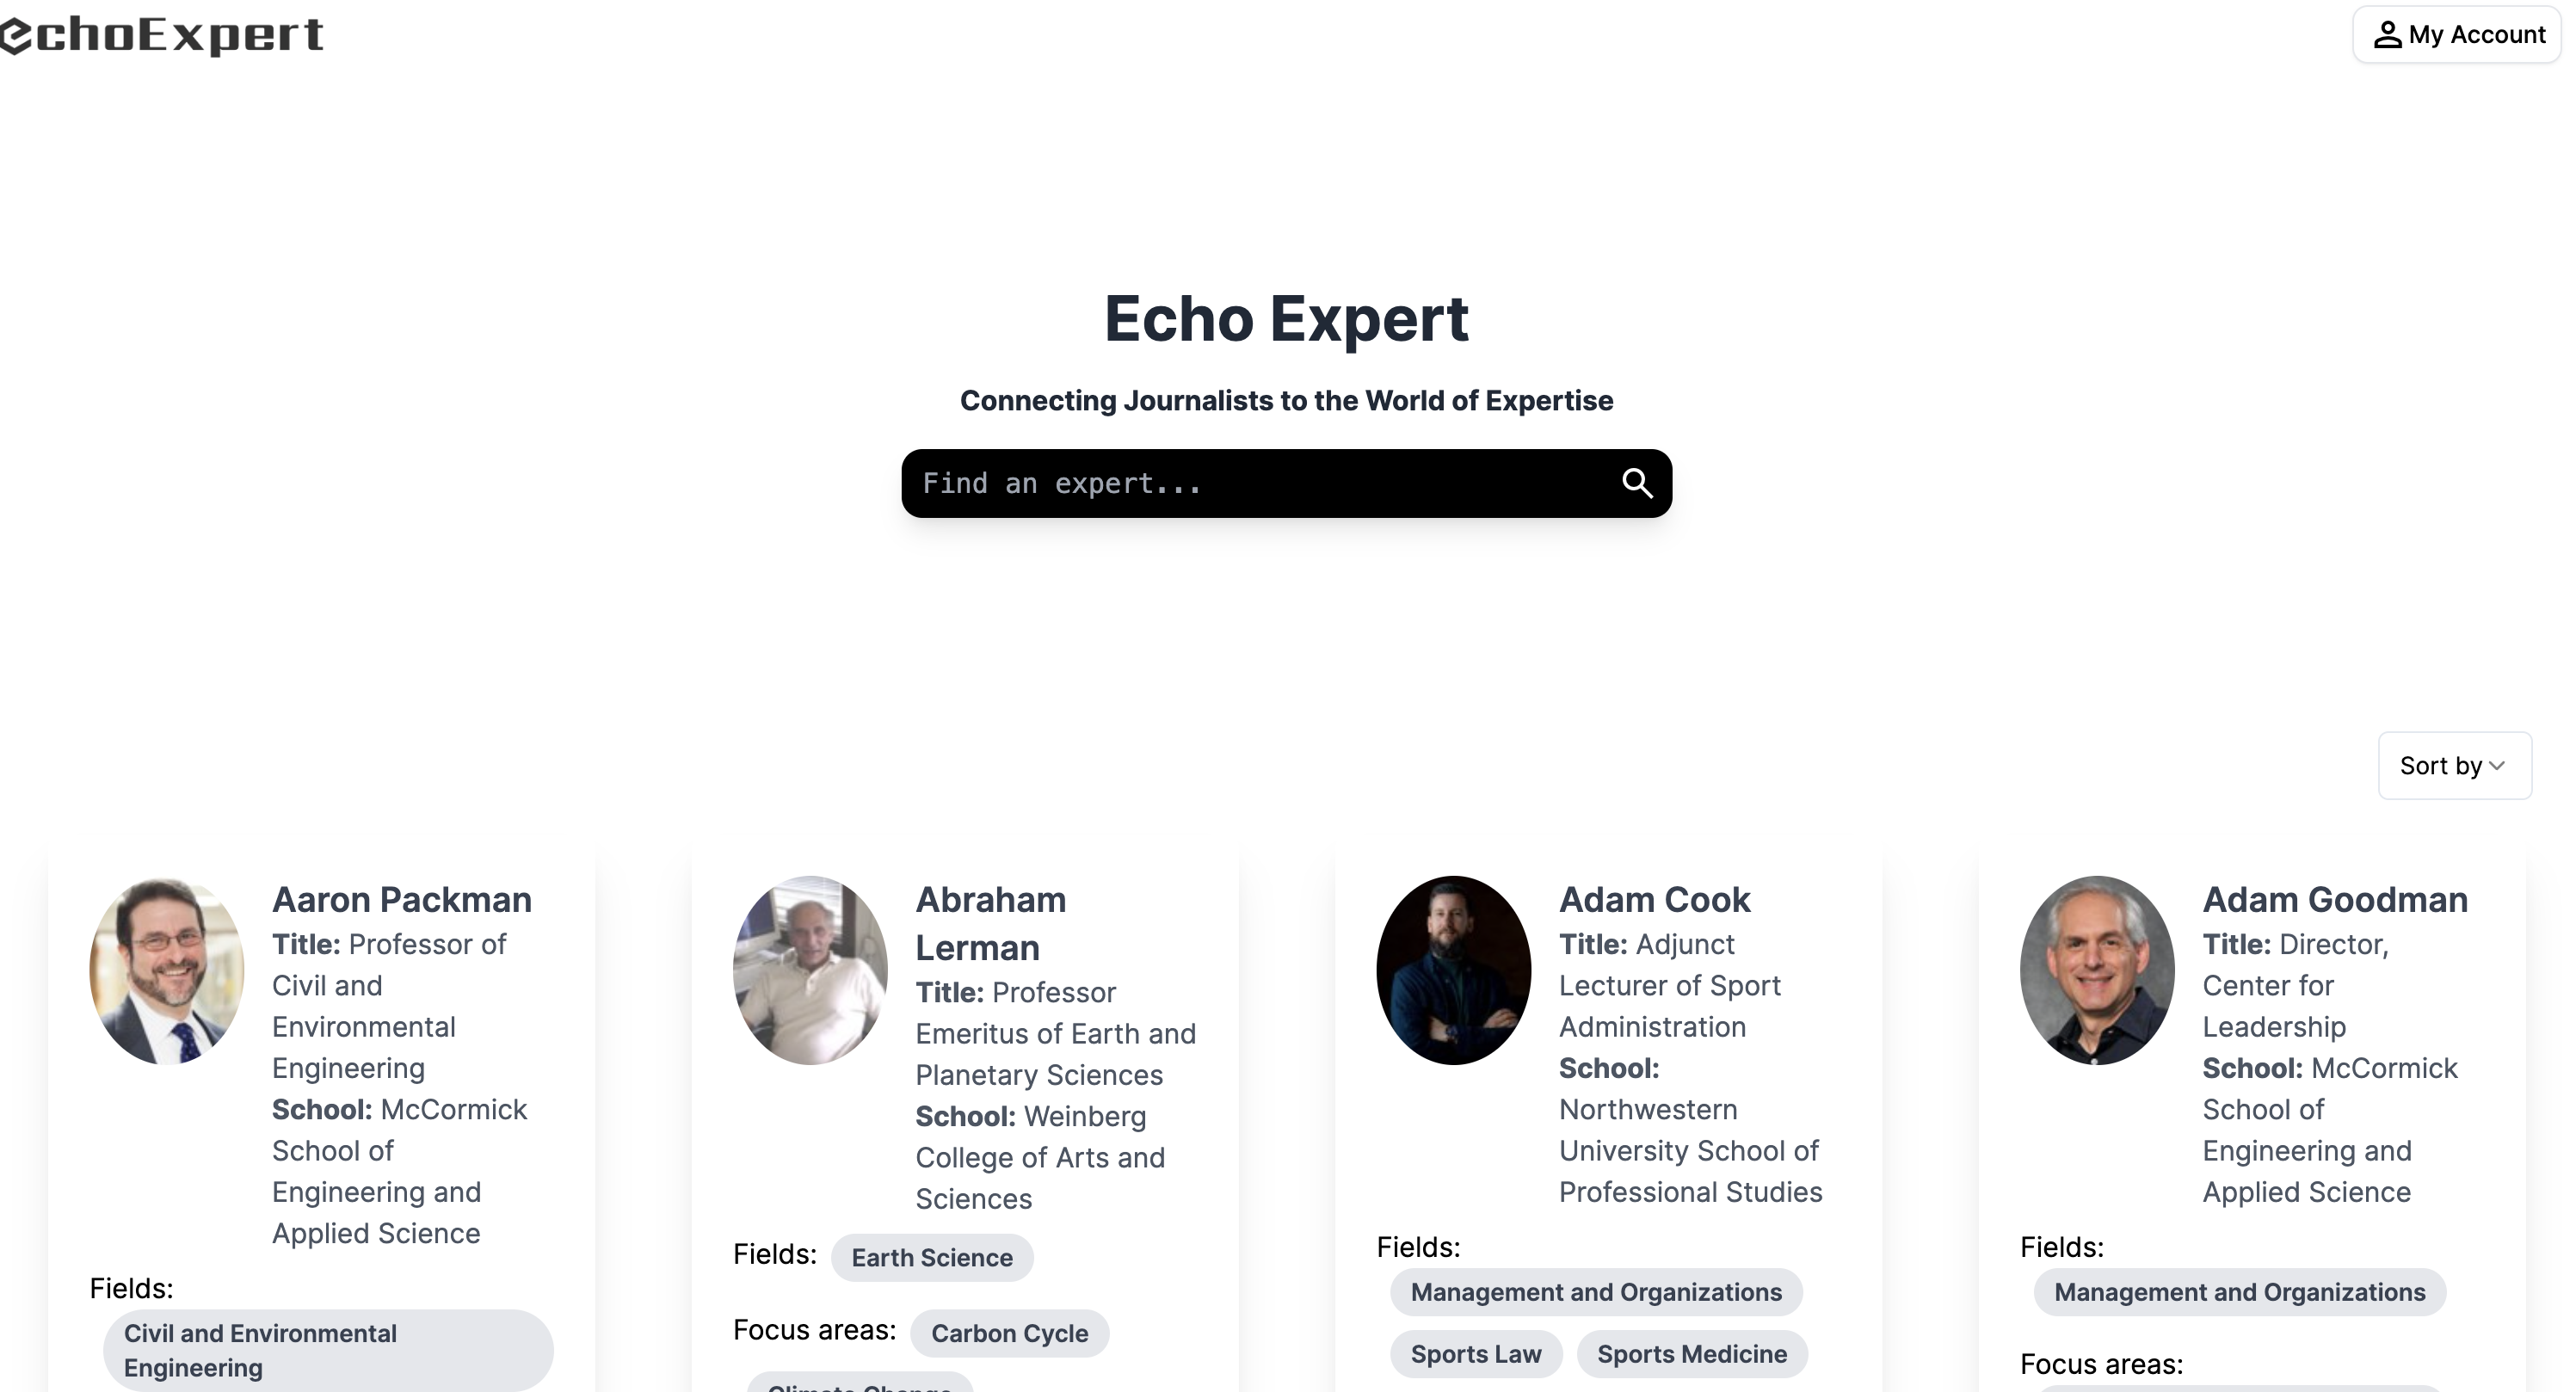 echoExpert
My Account
Echo Expert
Connecting Journalists to the World of Expertise
Find an expert...
Sort by
Aaron Packman
Title: Professor of
Civil and
Environmental
Engineering
School: McCormick
School of
Engineering and
Applied Science
Fields:
Civil and Environmental
Engineering
Abraham
Lerman
Title: Professor
Emeritus of Earth and
Planetary Sciences
School: Weinberg
College of Arts and
Sciences
Fields: Earth Science
Focus areas: Carbon Cycle
Climate Change
Adam Cook
Title: Adjunct
Lecturer of Sport
Administration
School:
Northwestern
University School of
Professional Studies
Fields:
Management and Organizations
Sports Law Sports Medicine
Adam Goodman
Title: Director,
Center for
Leadership
School: McCormick
School of
Engineering and
Applied Science
Fields:
Management and Organizations
Focus areas: